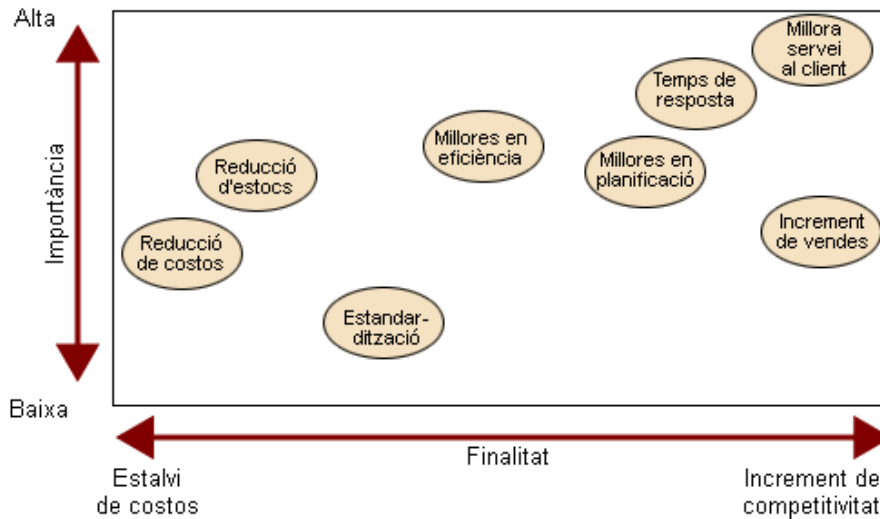 Alta
Millora
servei
al client
Temps de
resposta
Millores en
eficiència
Millores en
planificació
Reducció
d'estocs
Importància
Increment
de vendes
Reducció
de costos
Estandar-
dització
Baixa
Finalitat
Estalvi
de costos
Increment de
competitivitat